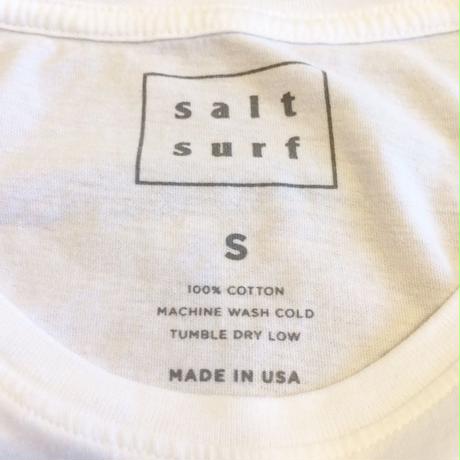 salt
surf
S
100% COTTON
MACHINE WASH COLD
TUMBLE DRY LOW
MADE IN USA